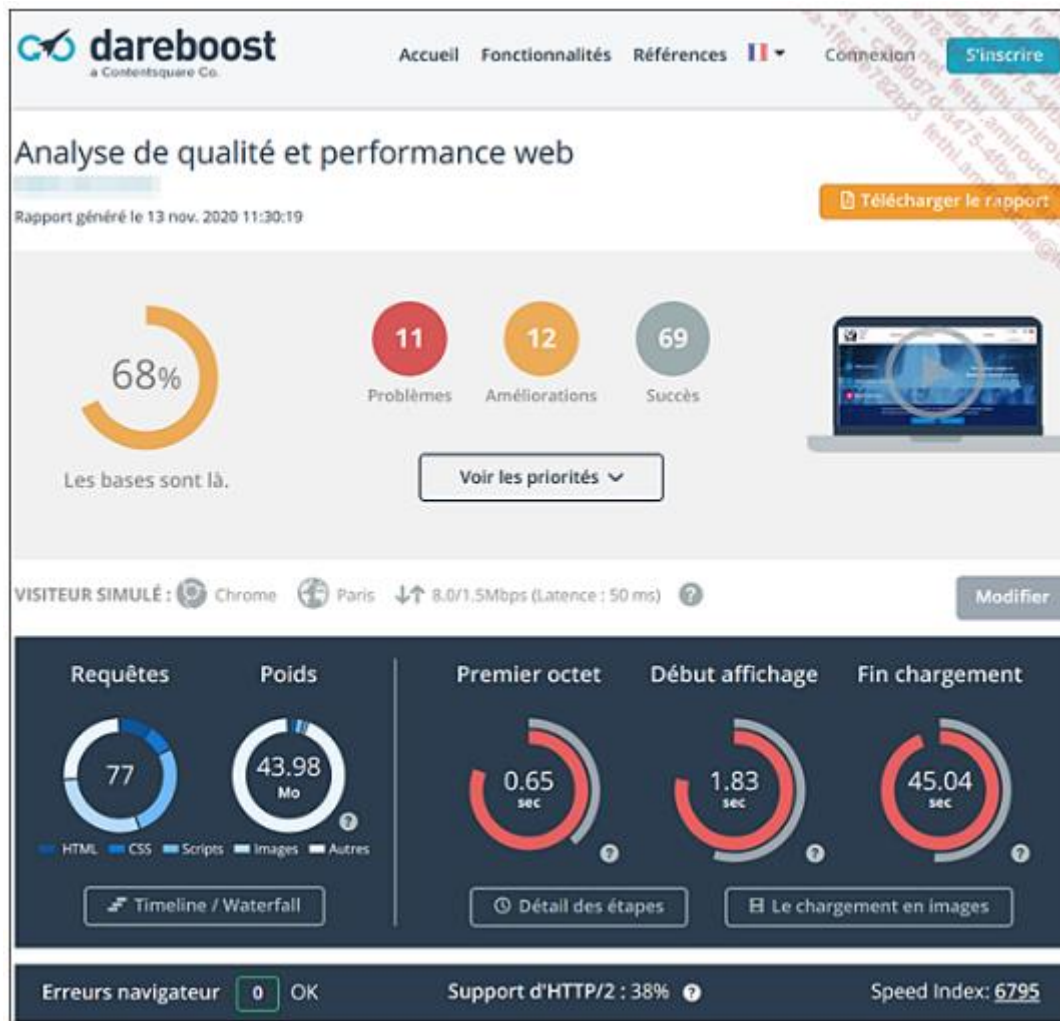 dareboost
a Contentsquare Co.
Accueil Fonctionnalités Références Connexion S'inscrire
Analyse de qualité et performance web
Rapport généré le 13 nov. 2020 11:30:19
Télécharger le rapport
68%
Les bases sont là.
11 12 69
Problèmes Améliorations Succès
Voir les priorités
VISITEUR SIMULÉ : Chrome Paris 8.0/1.5Mbps (Latence : 50 ms) ?
Modifier
Requêtes Poids Premier octet Début affichage Fin chargement
77 43.98 Mo 0.65 sec 1.83 sec 45.04 sec
? ? ? ?
HTML CSS Scripts Images Autres
Timeline / Waterfall Détail des étapes Le chargement en images
Erreurs navigateur 0 OK Support d'HTTP/2 : 38% ? Speed Index: 6795